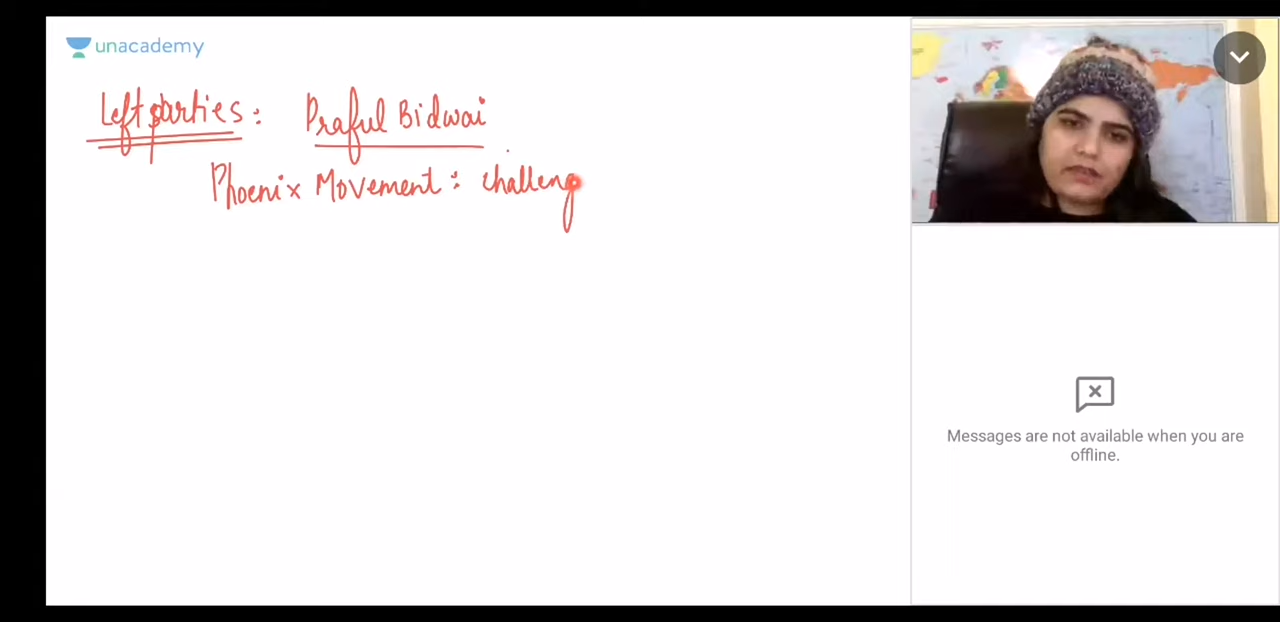 unacademy
Left parties: Praful Bidwai
Phoenix Movement: challeng
Messages are not available when you are
offline.